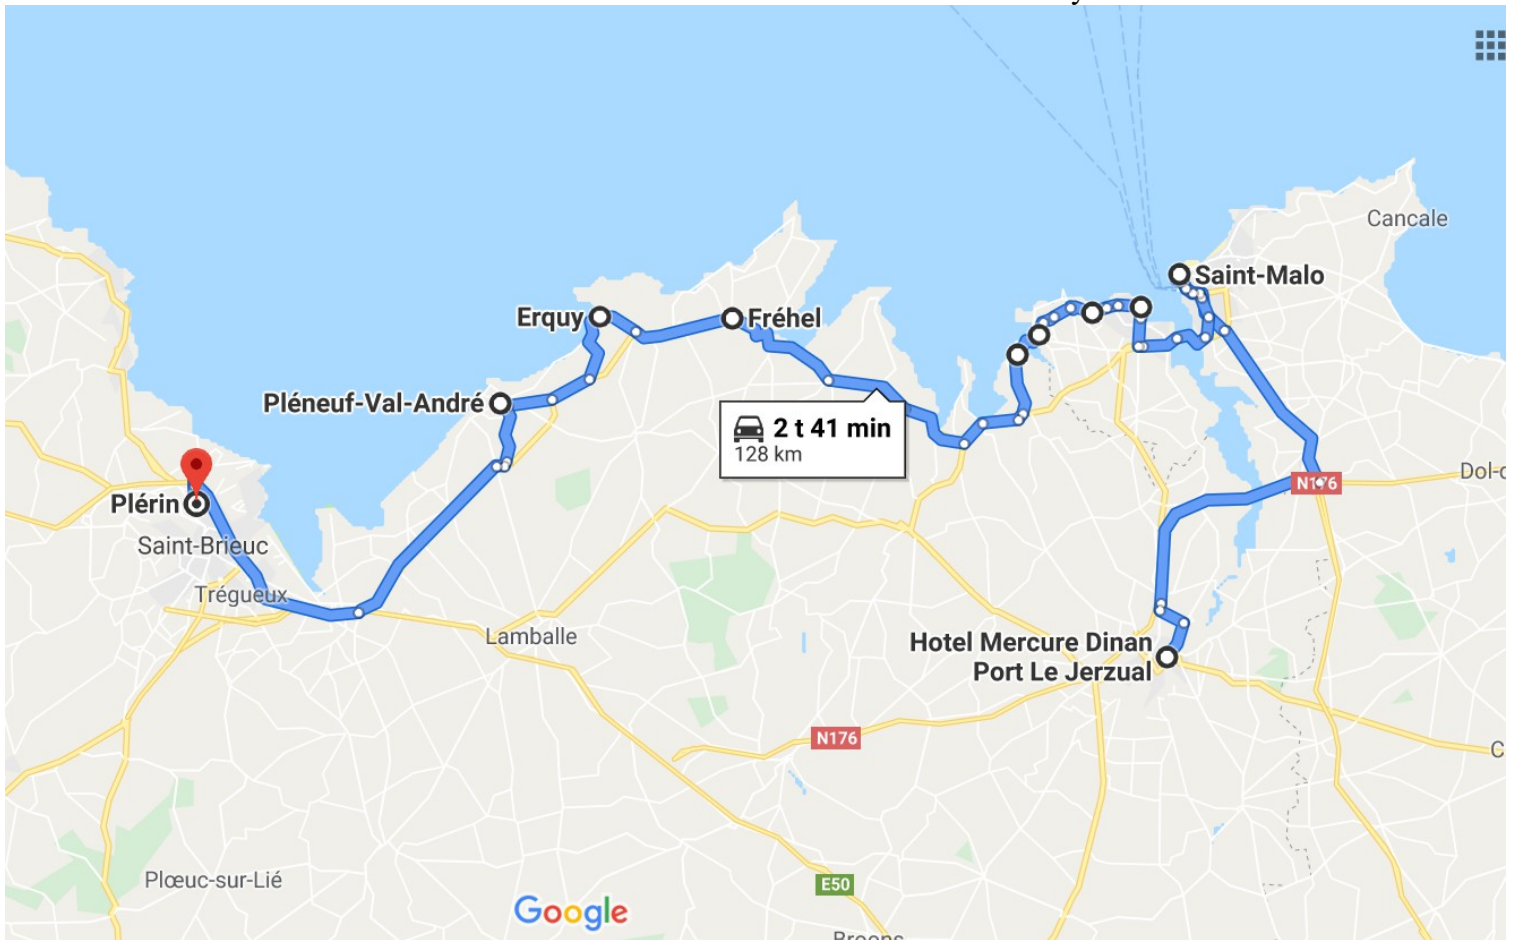 Cancale
Saint-Malo
Erquy
Fréhel
Pléneuf-Val-André
2 t 41 min
128 km
Dol-
N176
Plérin
Saint-Brieuc
Trégueux
Lamballe
Hotel Mercure Dinan
Port Le Jerzual
N176
C
Plœuc-sur-Lié
E50
Google
Broons